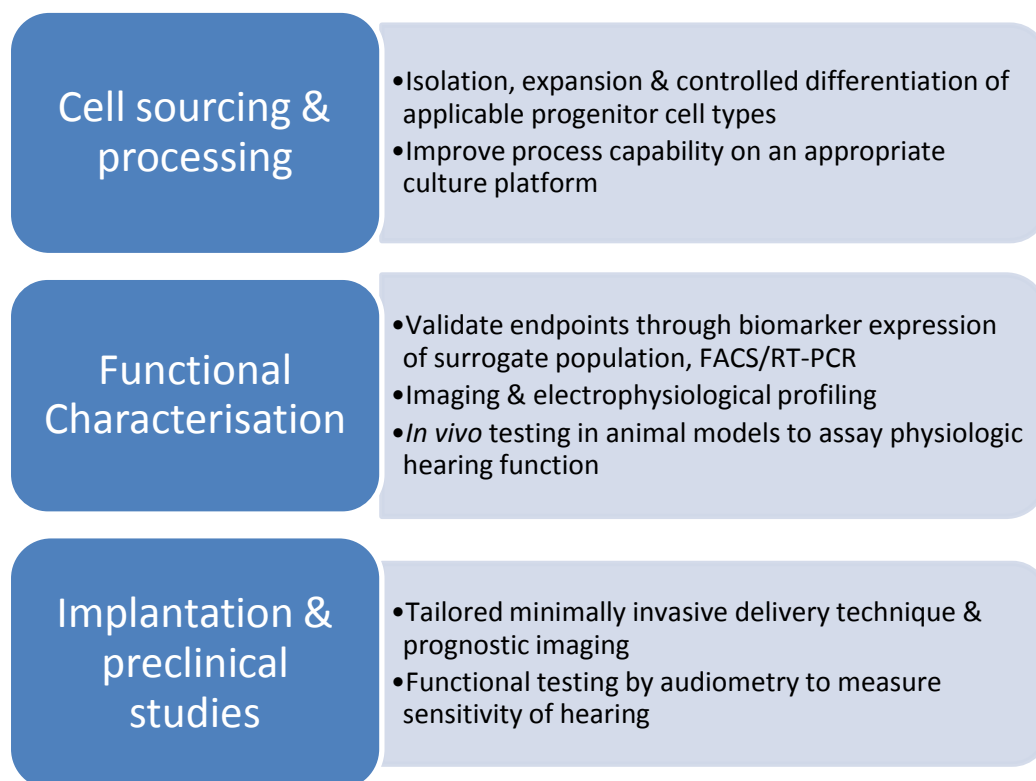 Cell sourcing &
processing
•Isolation, expansion & controlled differentiation of
applicable progenitor cell types
•Improve process capability on an appropriate
culture platform
Functional
Characterisation
•Validate endpoints through biomarker expression
of surrogate population, FACS/RT-PCR
•Imaging & electrophysiological profiling
•In vivo testing in animal models to assay physiologic
hearing function
Implantation &
preclinical
studies
•Tailored minimally invasive delivery technique &
prognostic imaging
•Functional testing by audiometry to measure
sensitivity of hearing